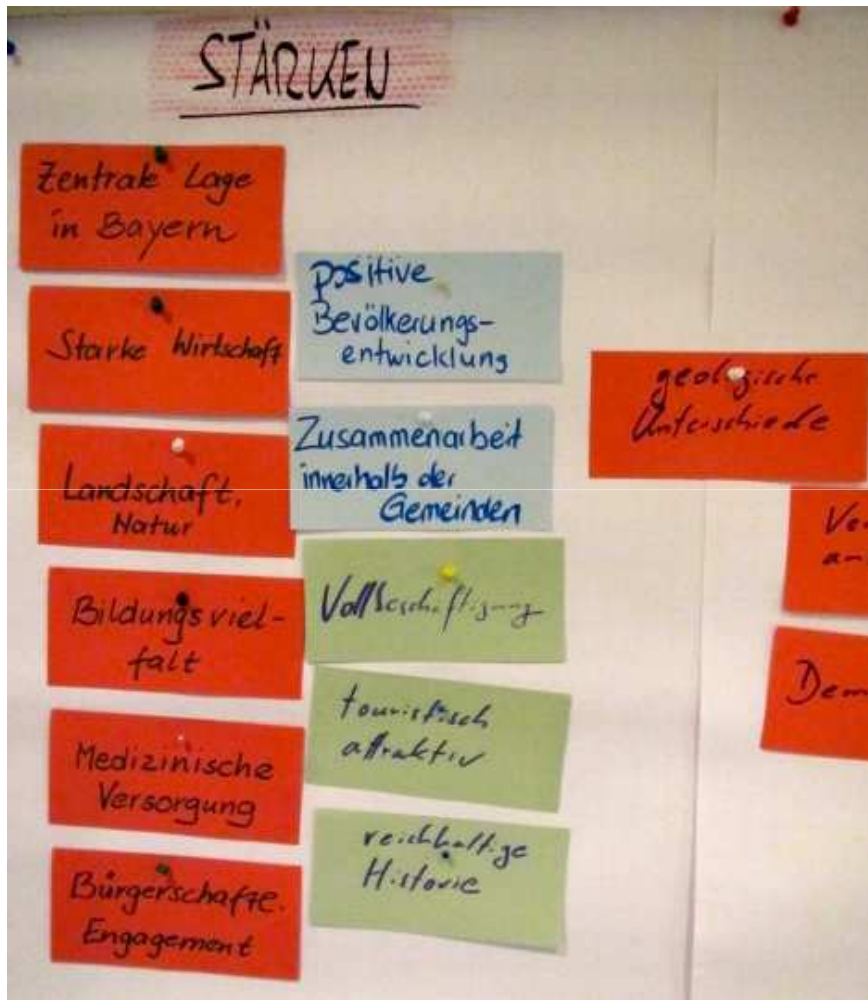 STÄRKEN
Zentrale Lage
in Bayern
Starke Wirtschaft
Landschaft,
Natur
Bildungsviel-
falt
Medizinische
Versorgung
Bürgerschaftl.
Engagement
positive
Bevölkerungs-
entwicklung
Zusammenarbeit
innerhalb der
Gemeinden
Vollbeschäftigung
touristisch
attraktiv
reichhaltige
Historie
geologische
Unterschiede
Dem